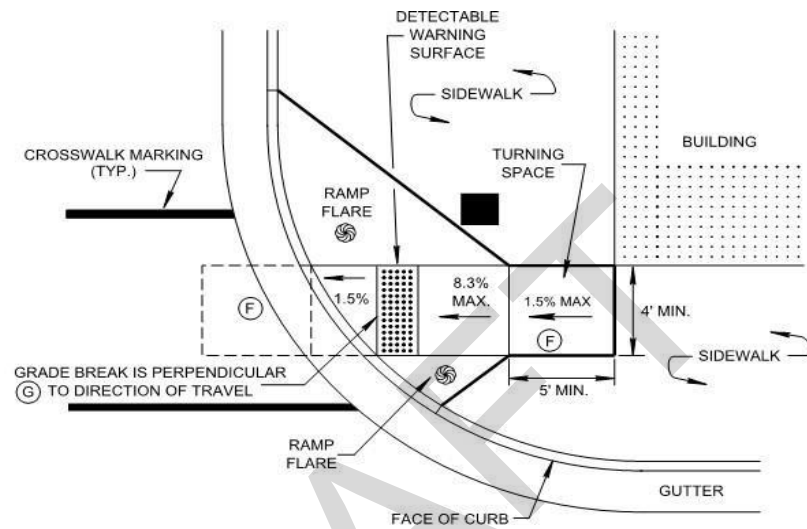 DETECTABLE
WARNING
SURFACE
SIDEWALK
BUILDING
CROSSWALK MARKING
(TYP.)
TURNING
SPACE
RAMP
FLARE
8.3%
MAX.
1.5%
1.5% MAX
4' MIN.
F
F
SIDEWALK
GRADE BREAK IS PERPENDICULAR
G TO DIRECTION OF TRAVEL
5' MIN.
RAMP
FLARE
GUTTER
FACE OF CURB
AFT